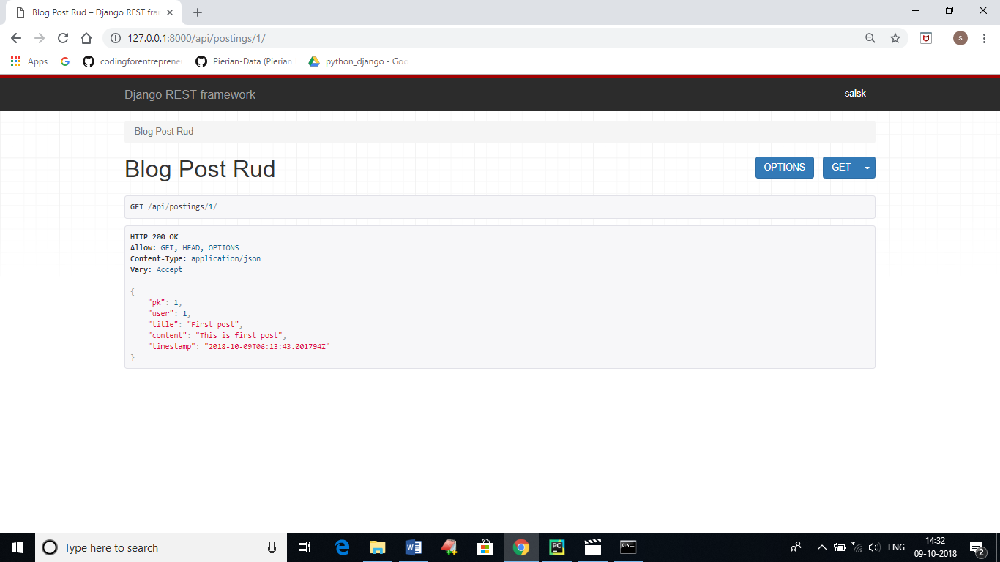 Blog Post Rud – Django REST fra
127.0.0.1:8000/api/postings/1/
S
Apps
codingforentreprene
Pierian-Data (Pierian
python_django - Goo
Django REST framework
saisk
Blog Post Rud
Blog Post Rud
OPTIONS
GET
GET /api/postings/1/
HTTP 200 OK
Allow: GET, HEAD, OPTIONS
Content-Type: application/json
Vary: Accept
{
    "pk": 1,
    "user": 1,
    "title": "First post",
    "content": "This is first post",
    "timestamp": "2018-10-09T06:13:43.001794Z"
}
Type here to search
PC
ENG
14:32
09-10-2018
2